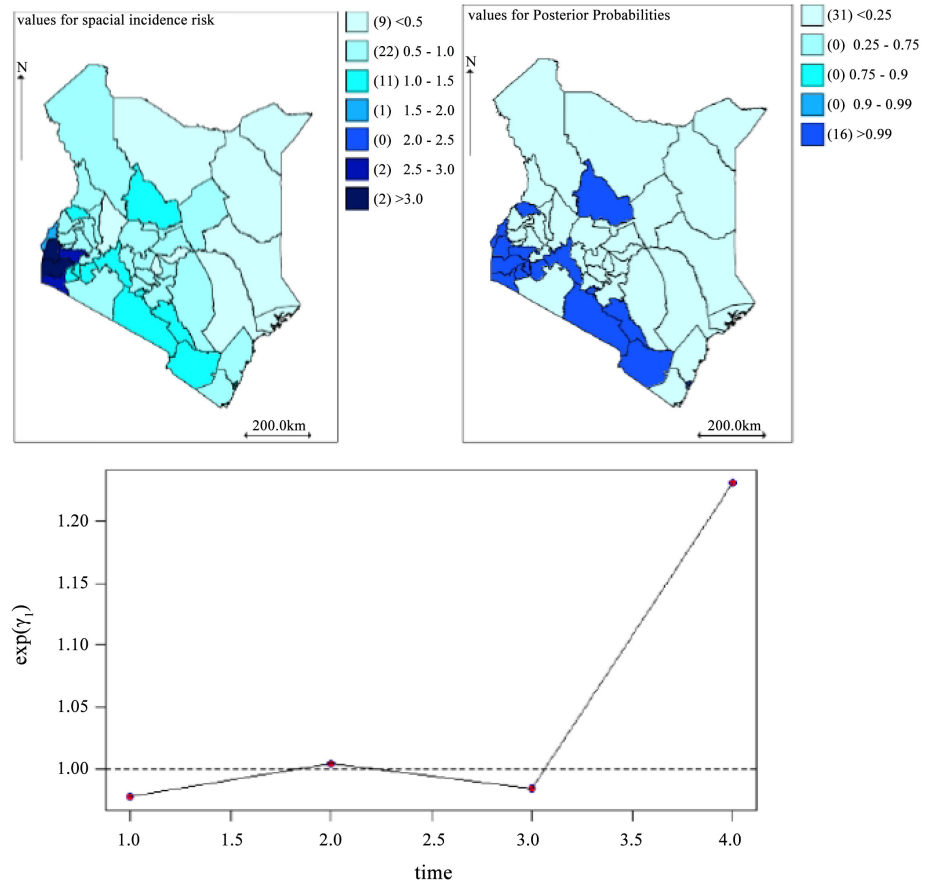 values for spacial incidence risk
N
200.0km
(9) <0.5
(22) 0.5 - 1.0
(11) 1.0 - 1.5
(1) 1.5 - 2.0
(0) 2.0 - 2.5
(2) 2.5 - 3.0
(2) >3.0
values for Posterior Probabilities
N
200.0km
(31) <0.25
(0) 0.25 - 0.75
(0) 0.75 - 0.9
(0) 0.9 - 0.99
(16) >0.99
exp(γ₁)
1.20
1.15
1.10
1.05
1.00
1.0 1.5 2.0 2.5 3.0 3.5 4.0
time